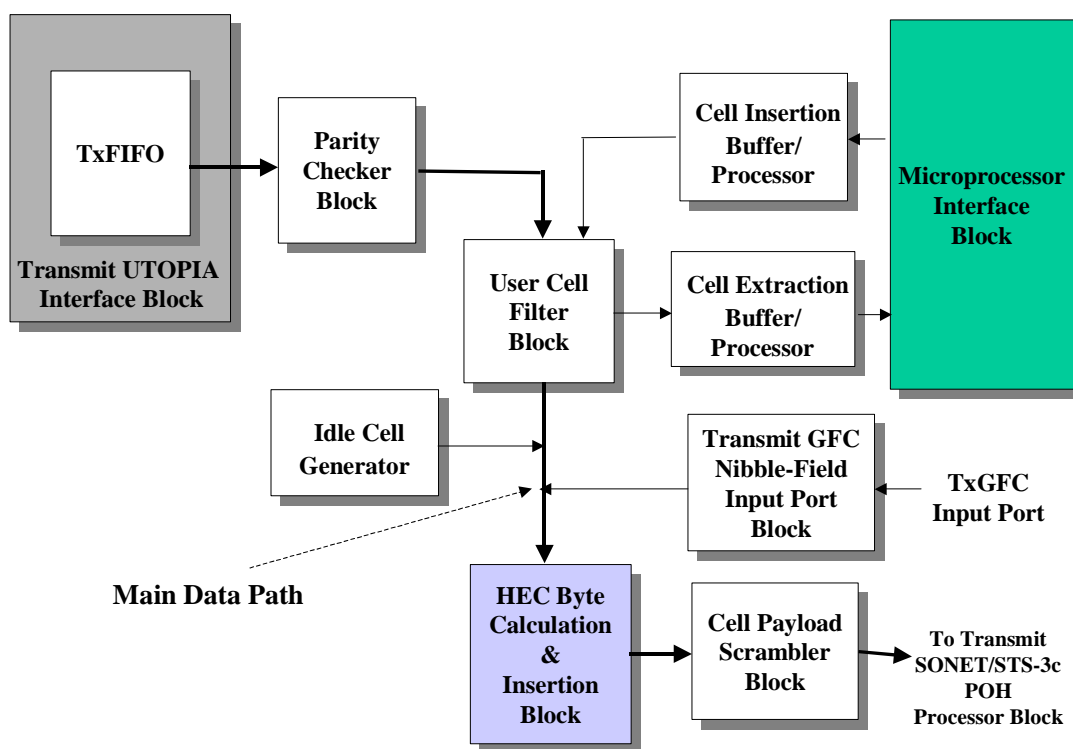 TxFIFO
Transmit UTOPIA
Interface Block
Parity
Checker
Block
Cell Insertion
Buffer/
Processor
Microprocessor
Interface
Block
User Cell
Filter
Block
Cell Extraction
Buffer/
Processor
Idle Cell
Generator
Transmit GFC
Nibble-Field
Input Port
Block
TxGFC
Input Port
Main Data Path
HEC Byte
Calculation
&
Insertion
Block
Cell Payload
Scrambler
Block
To Transmit
SONET/STS-3c
POH
Processor Block